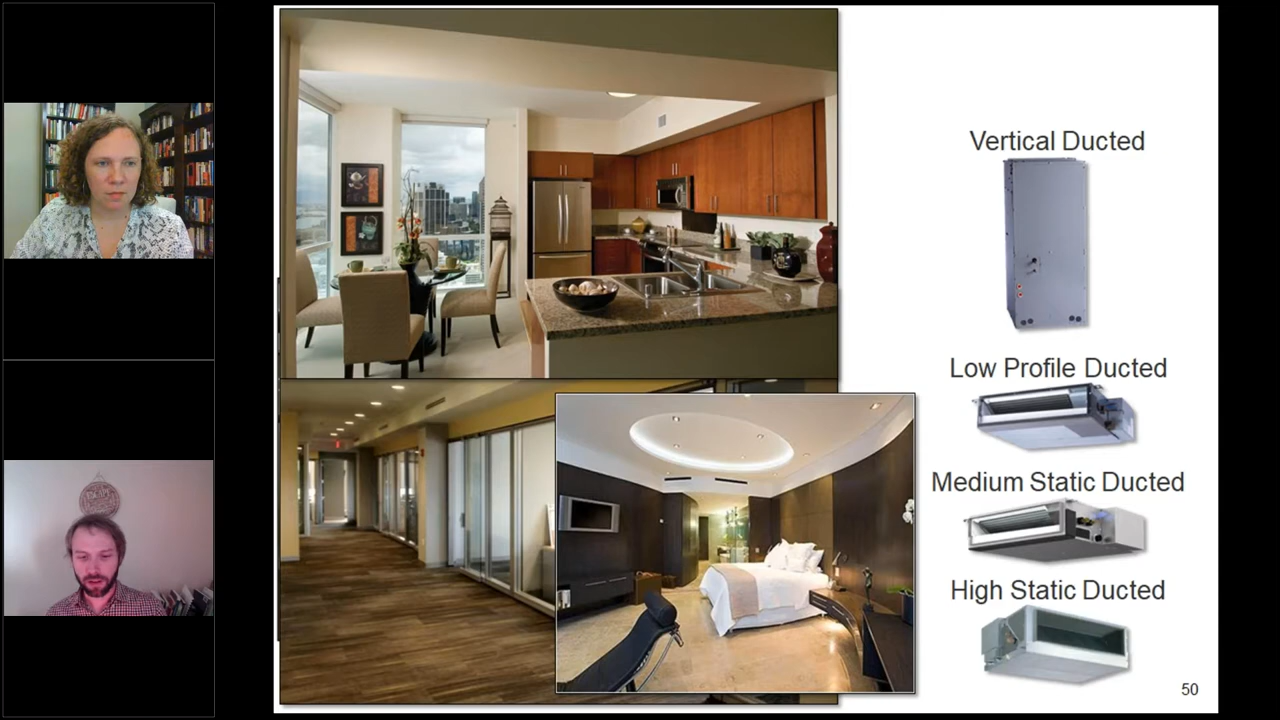 Vertical Ducted
Low Profile Ducted
Medium Static Ducted
High Static Ducted
50